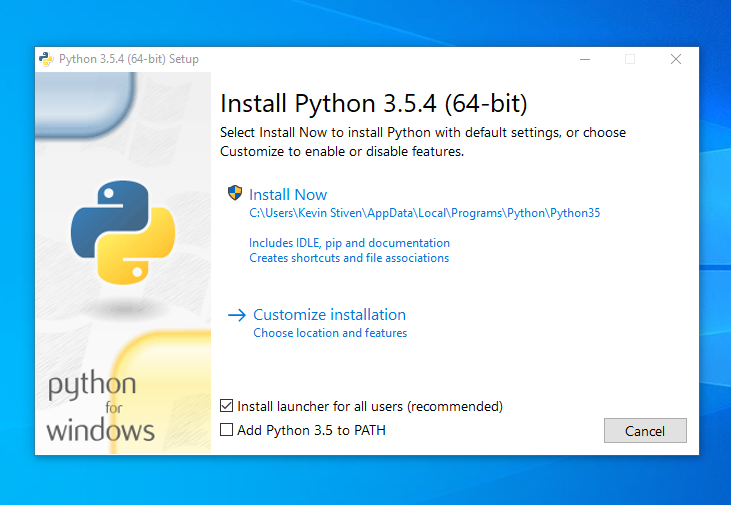 Python 3.5.4 (64-bit) Setup
Install Python 3.5.4 (64-bit)
Select Install Now to install Python with default settings, or choose
Customize to enable or disable features.
Install Now
C:\Users\Kevin Stiven\AppData\Local\Programs\Python\Python35
Includes IDLE, pip and documentation
Creates shortcuts and file associations
Customize installation
Choose location and features
python
for
windows
Install launcher for all users (recommended)
Add Python 3.5 to PATH
Cancel